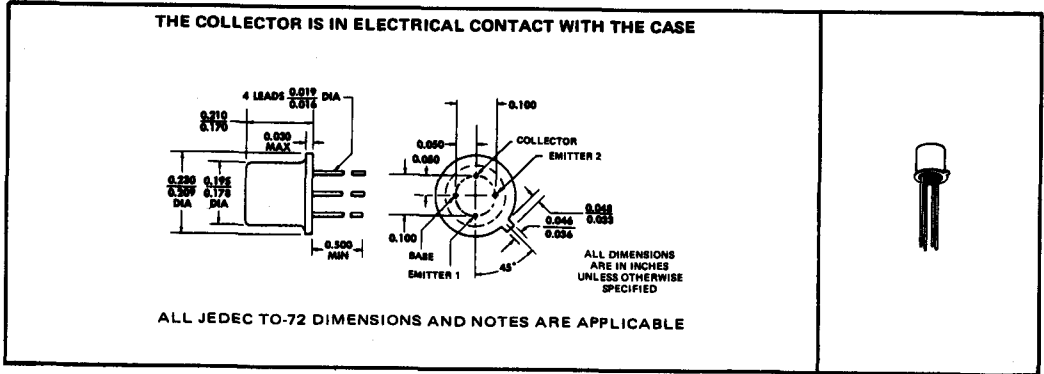 THE COLLECTOR IS IN ELECTRICAL CONTACT WITH THE CASE
4 LEADS 0.019 DIA
0.016
0.210
0.170
0.030
MAX
0.230
0.209
DIA
0.195
0.178
DIA
0.500
MIN
0.100
0.050
0.050
COLLECTOR
EMITTER 2
0.100
BASE
EMITTER 1
45°
0.046
0.036
0.048
ALL DIMENSIONS
ARE IN INCHES
UNLESS OTHERWISE
SPECIFIED
ALL JEDEC TO-72 DIMENSIONS AND NOTES ARE APPLICABLE